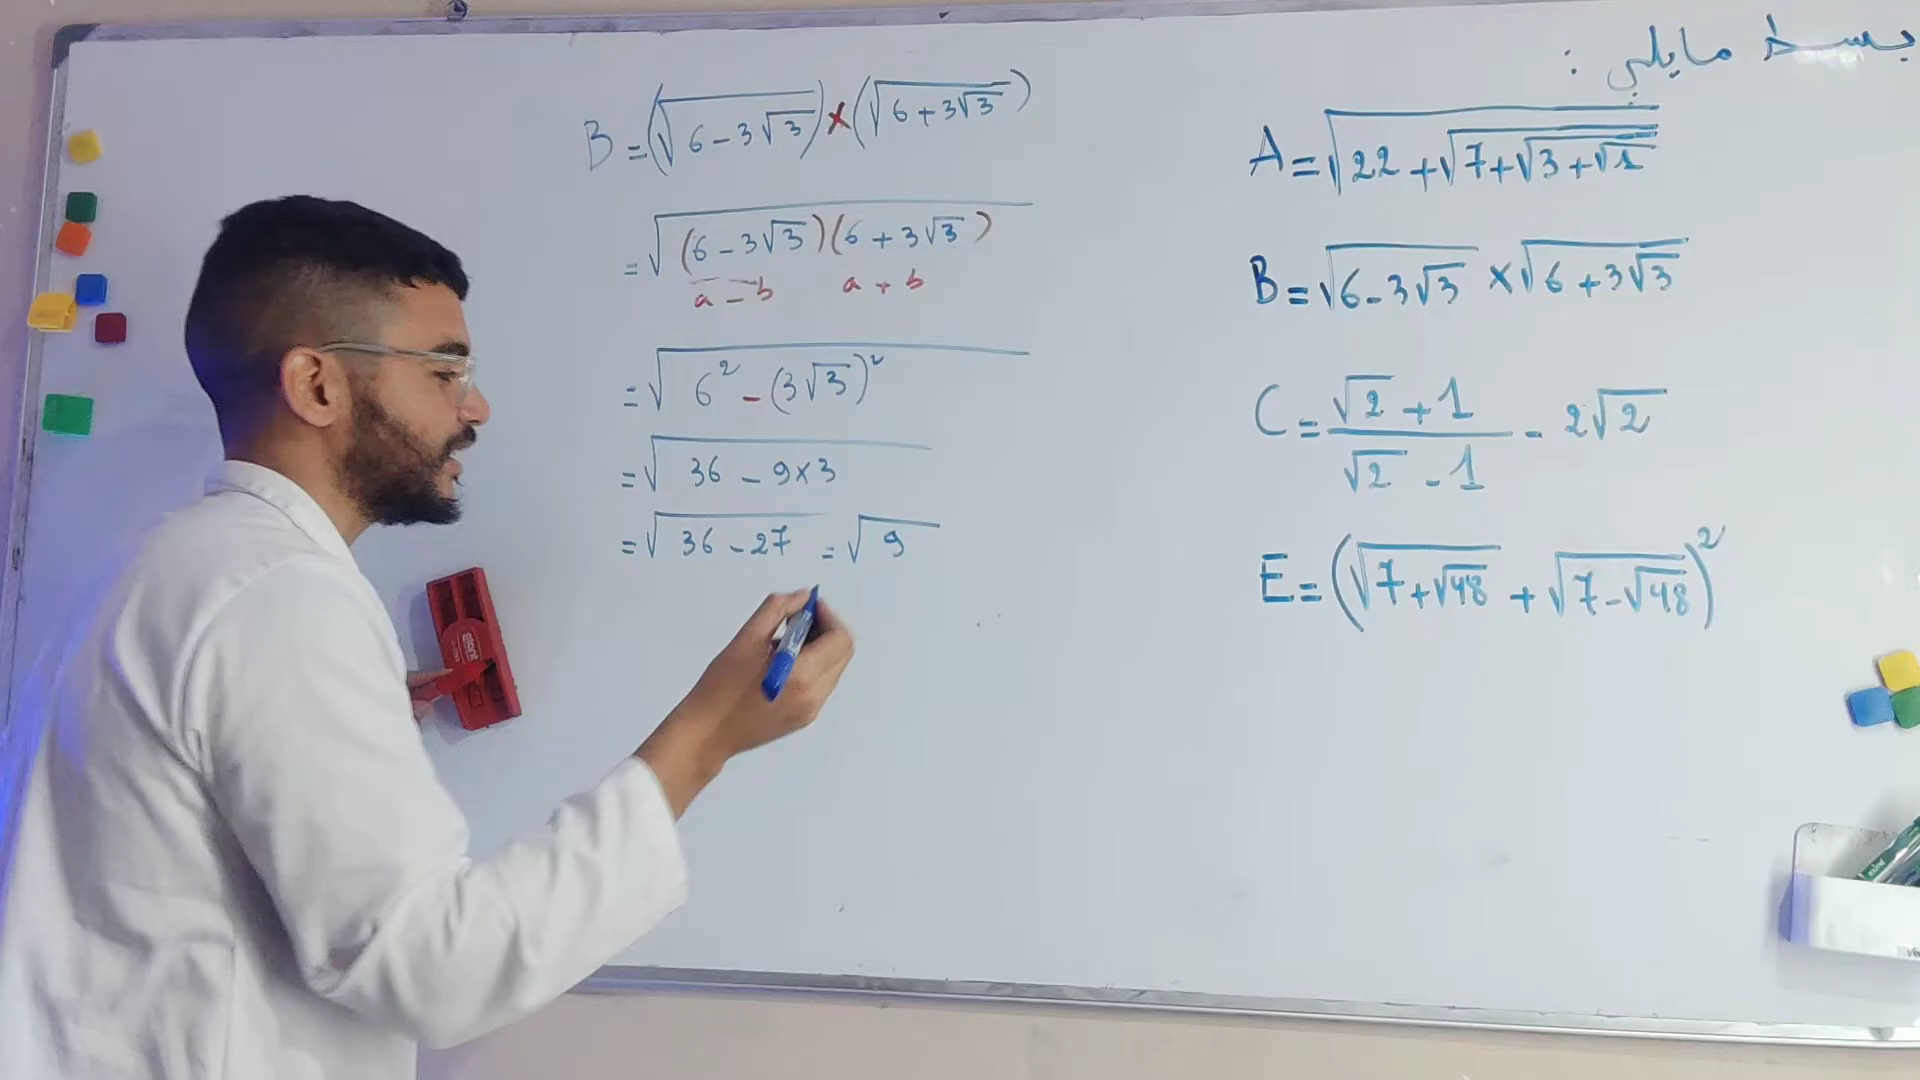 بسط مايلي :
A = √(22 + √(7 + √(3 + √1)))
B = √(6 - 3√3) × √(6 + 3√3)
C = (√2 + 1)/(√2 - 1) - 2√2
E = (√(7 + √48) + √(7 - √48))²
B = (√(6 - 3√3)) × (√(6 + 3√3))
= √((6 - 3√3)(6 + 3√3))
a - b a + b
= √(6² - (3√3)²)
= √(36 - 9×3)
= √(36 - 27) = √9